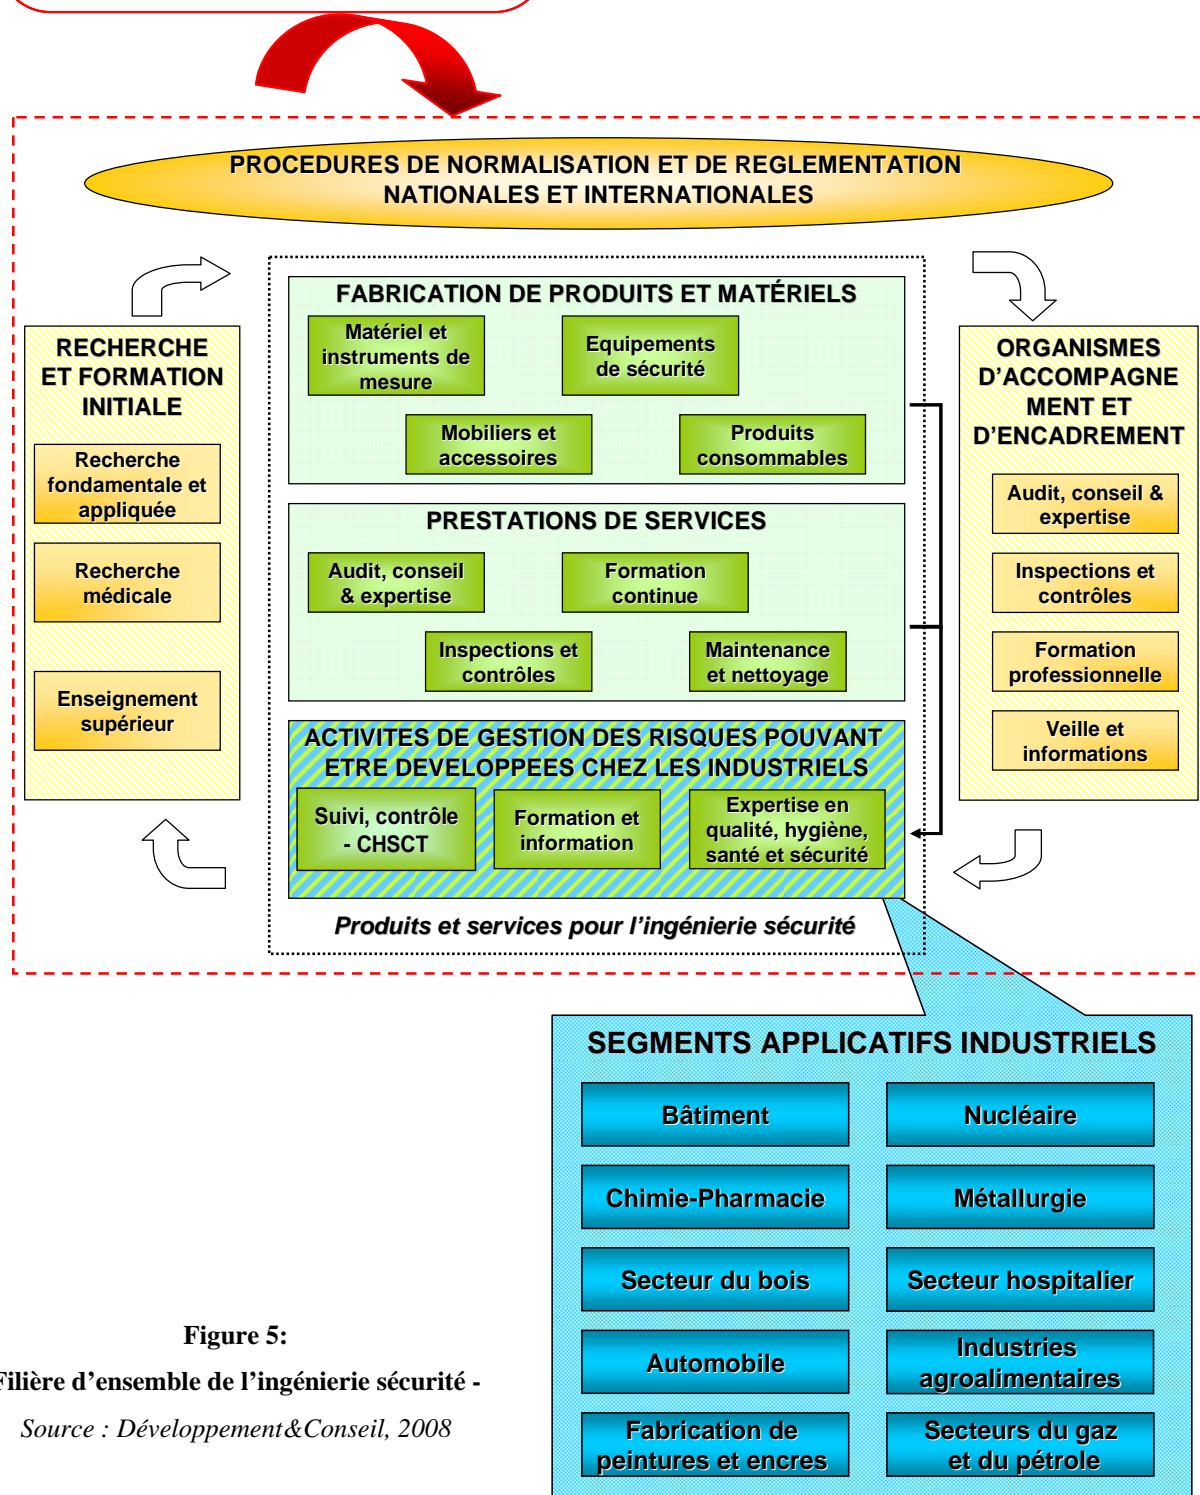 PROCEDURES DE NORMALISATION ET DE REGLEMENTATION
NATIONALES ET INTERNATIONALES
RECHERCHE
ET FORMATION
INITIALE
Recherche
fondamentale et
appliquée
Recherche
médicale
Enseignement
supérieur
FABRICATION DE PRODUITS ET MATÉRIELS
Matériel et
instruments de
mesure
Equipements
de sécurité
Mobiliers et
accessoires
Produits
consommables
PRESTATIONS DE SERVICES
Audit, conseil
& expertise
Formation
continue
Inspections et
contrôles
Maintenance
et nettoyage
ACTIVITES DE GESTION DES RISQUES POUVANT
ETRE DEVELOPPEES CHEZ LES INDUSTRIELS
Suivi, contrôle
- CHSCT
Formation et
information
Expertise en
qualité, hygiène,
santé et sécurité
Produits et services pour l'ingénierie sécurité
ORGANISMES
D'ACCOMPAGNE
MENT ET
D'ENCADREMENT
Audit, conseil &
expertise
Inspections et
contrôles
Formation
professionnelle
Veille et
informations
SEGMENTS APPLICATIFS INDUSTRIELS
Bâtiment
Nucléaire
Chimie-Pharmacie
Métallurgie
Secteur du bois
Secteur hospitalier
Automobile
Industries
agroalimentaires
Fabrication de
peintures et encres
Secteurs du gaz
et du pétrole
Figure 5:
Filière d'ensemble de l'ingénierie sécurité -
Source : Développement&Conseil, 2008